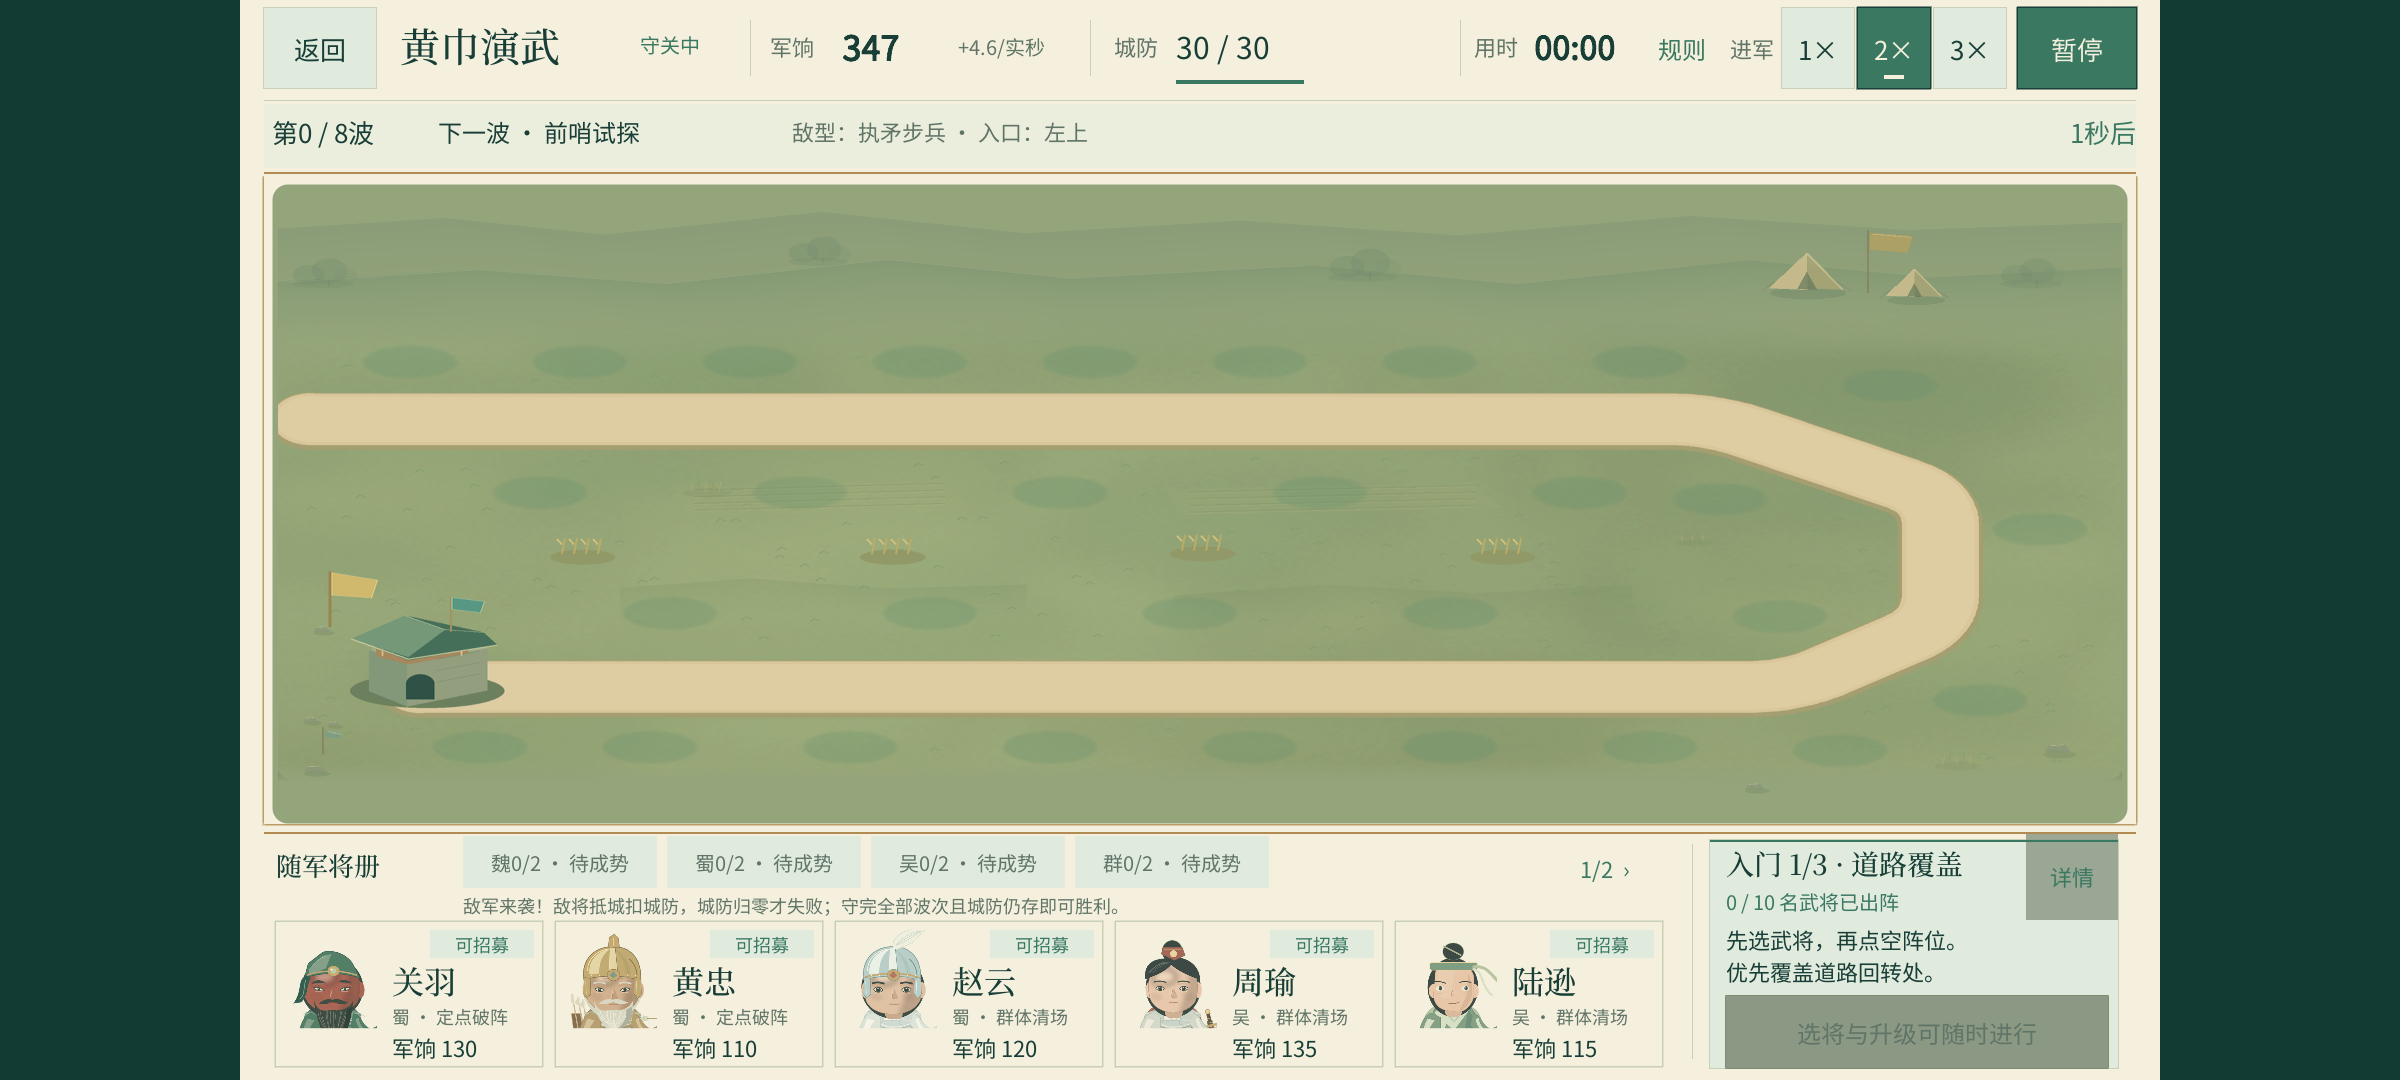 返回
黄巾演武
守关中
军饷 347 +4.6/实秒
城防 30 / 30
用时 00:00
规则
进军
1×
2×
3×
暂停
第0 / 8波
下一波 · 前哨试探
敌型：执矛步兵 · 入口：左上
1秒后
随军将册
魏0/2 · 待成势
蜀0/2 · 待成势
吴0/2 · 待成势
群0/2 · 待成势
1/2 ›
敌军来袭！敌将抵城扣城防，城防归零才失败；守完全部波次且城防仍存即可胜利。
可招募
关羽
蜀 · 定点破阵
军饷 130
可招募
黄忠
蜀 · 定点破阵
军饷 110
可招募
赵云
蜀 · 群体清场
军饷 120
可招募
周瑜
吴 · 群体清场
军饷 135
可招募
陆逊
吴 · 群体清场
军饷 115
入门 1/3 · 道路覆盖
详情
0 / 10 名武将已出阵
先选武将，再点空阵位。
优先覆盖道路回转处。
选将与升级可随时进行